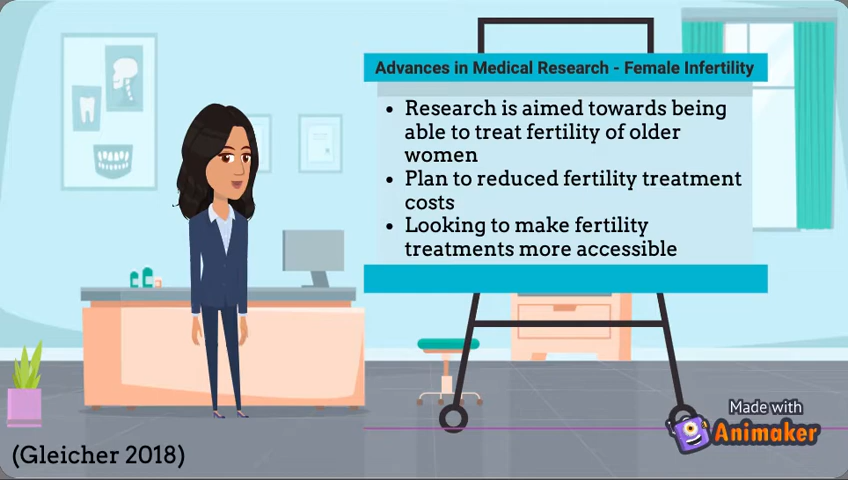 Advances in Medical Research - Female Infertility
• Research is aimed towards being
able to treat fertility of older
women
• Plan to reduced fertility treatment
costs
• Looking to make fertility
treatments more accessible
Made with
Animaker
(Gleicher 2018)